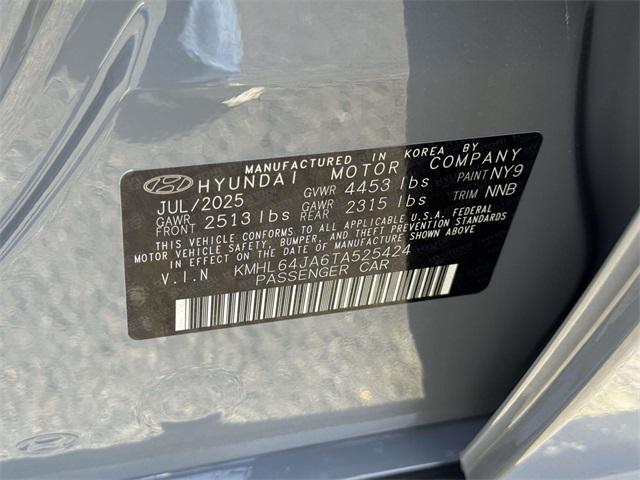 MANUFACTURED IN KOREA BY
HYUNDAI MOTOR COMPANY
JUL/2025 GVWR 4453 lbs PAINT NY9
GAWR FRONT 2513 lbs GAWR REAR 2315 lbs TRIM NNB
THIS VEHICLE CONFORMS TO ALL APPLICABLE U.S.A. FEDERAL
MOTOR VEHICLE SAFETY, BUMPER, AND THEFT PREVENTION STANDARDS
IN EFFECT ON THE DATE OF MANUFACTURE SHOWN ABOVE.
V.I.N KMHL64JA6TA525424
PASSENGER CAR